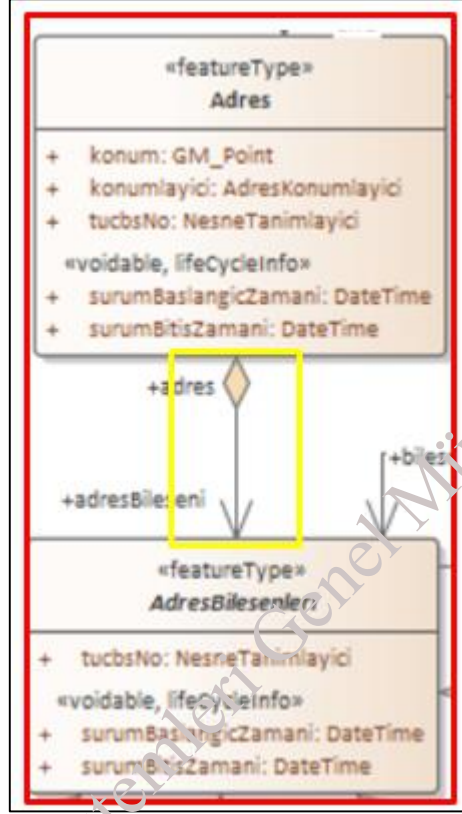 «featureType»
Adres
+ konum: GM_Point
+ konumlayici: AdresKonumlayici
+ tucbsNo: NesneTanimlayici
«voidable, lifeCycleInfo»
+ surumBaslangicZamani: DateTime
+ surumBitisZamani: DateTime
+adres
+adresBileseni
«featureType»
AdresBilesenleri
+ tucbsNo: NesneTanimlayici
«voidable, lifeCycleInfo»
+ surumBaslangicZamani: DateTime
+ surumBitisZamani: DateTime
Genel